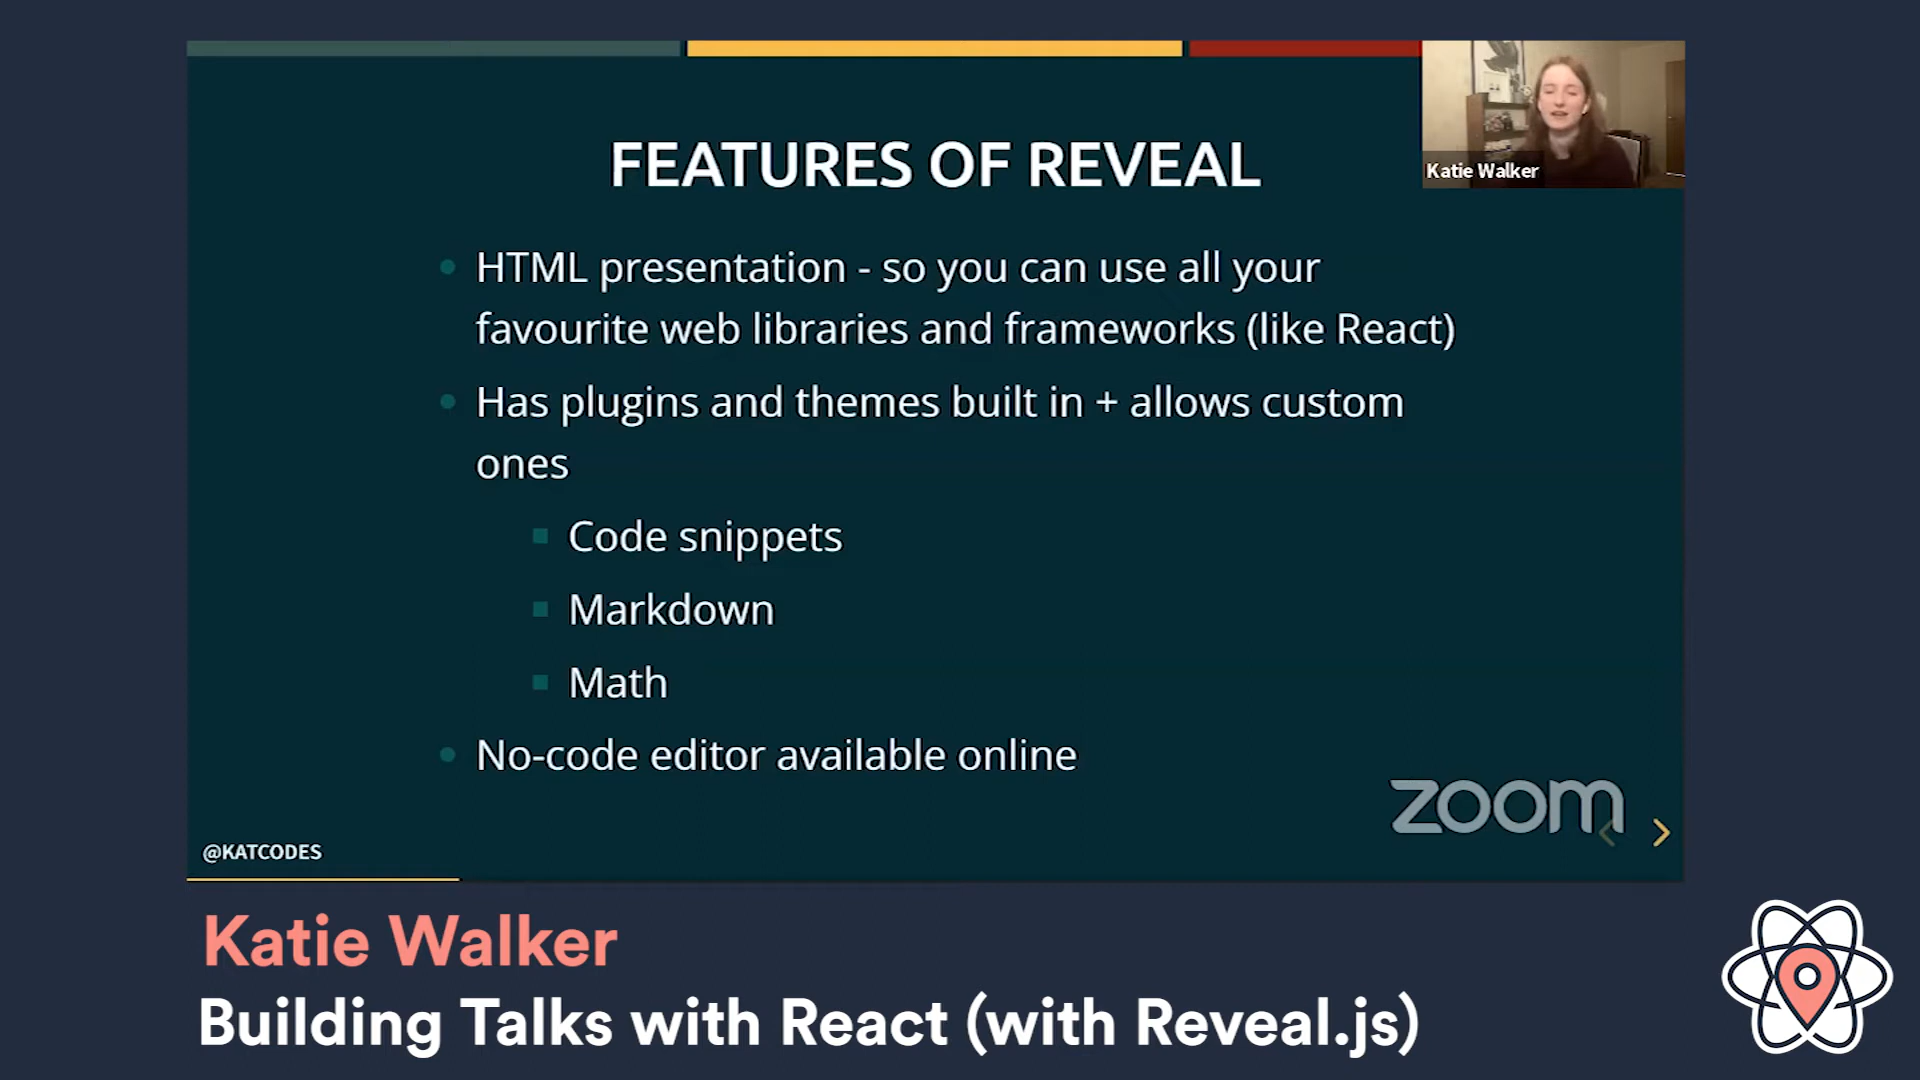 FEATURES OF REVEAL
Katie Walker
HTML presentation - so you can use all your
favourite web libraries and frameworks (like React)
Has plugins and themes built in + allows custom
ones
Code snippets
Markdown
Math
No-code editor available online
zoom
@KATCODES
Katie Walker
Building Talks with React (with Reveal.js)